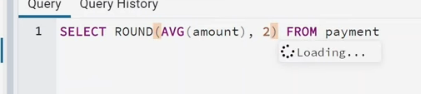 Query Query History
1 SELECT ROUND(AVG(amount), 2) FROM payment
Loading...